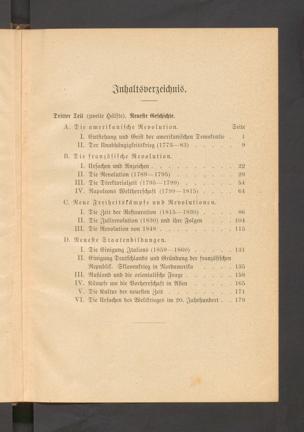 Inhaltsverzeichnis.
Dritter Teil (zweite Hälfte). Neueste Geschichte.
A. Die amerikanische Revolution. Seite
I. Entstehung und Geist der amerikanischen Demokratie . 1
II. Der Unabhängigkeitskrieg (1775—83) . . . . 9
B. Die französische Revolution.
I. Ursachen und Anzeichen . . . . 22
II. Die Revolution (1789—1795) . . . . 29
III. Die Direktorialzeit (1795—1799) . . . . 54
IV. Napoleons Weltherrschaft (1799—1815) . . . . 64
C. Neue Freiheitskämpfe und Revolutionen.
I. Die Zeit der Restauration (1815—1830) . . . . 86
II. Die Julirevolution (1830) und ihre Folgen . . . . 104
III. Die Revolution von 1848 . . . . 115
D. Neueste Staatenbildungen.
I. Die Einigung Italiens (1859—1860) . . . . 131
II. Einigung Deutschlands und Gründung der französischen
Republik. Sklavenkrieg in Nordamerika . . . . 135
III. Rußland und die orientalische Frage . . . . 158
IV. Kämpfe um die Vorherrschaft in Asien . . . . 165
V. Die Kultur der neuesten Zeit . . . . 171
VI. Die Ursachen des Weltkrieges im 20. Jahrhundert . . 179